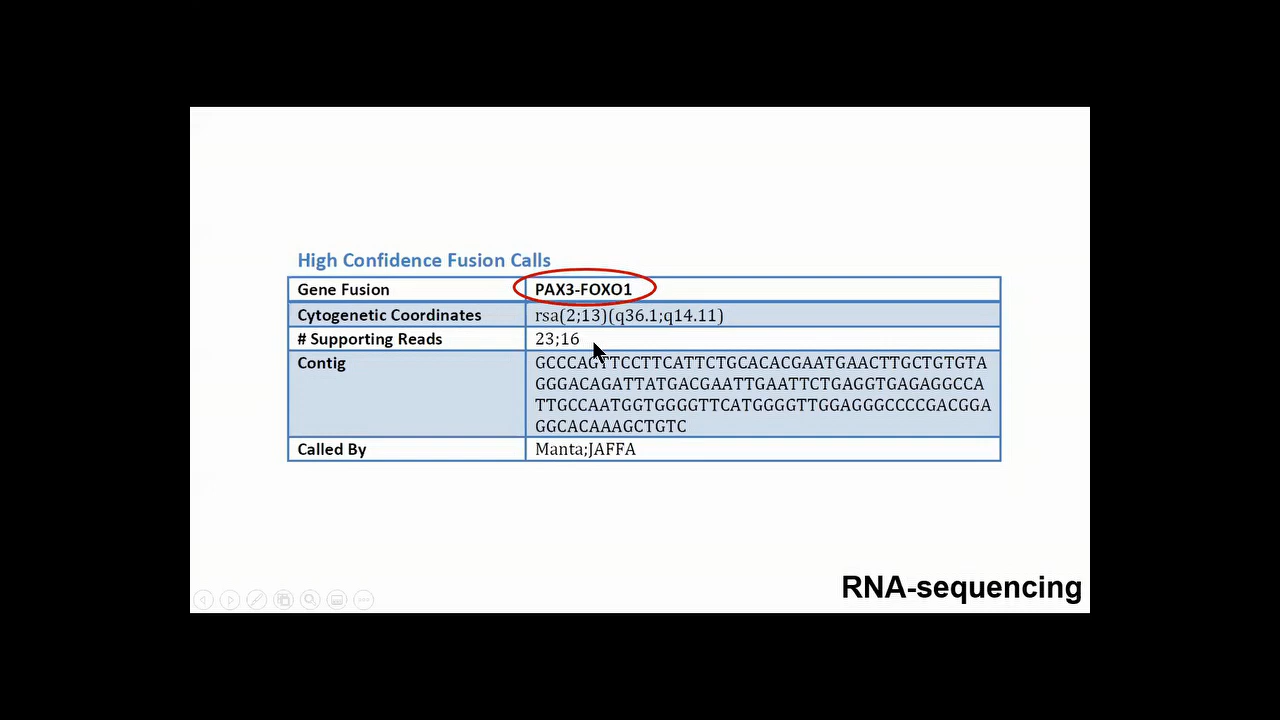 High Confidence Fusion Calls
Gene Fusion PAX3-FOXO1
Cytogenetic Coordinates rsa(2;13)(q36.1;q14.11)
# Supporting Reads 23;16
Contig GCCCAGTTCCTTCATTCTGCACACGAATGAACTTGCTGTGTA
GGGACAGATTATGACGAATTGAATTCTGAGGTGAGAGGCCA
TTGCCAATGGTGGGGTTCATGGGGTTGGAGGGCCCCGACGGA
GGCACAAAGCTGTC
Called By Manta;JAFFA
RNA-sequencing